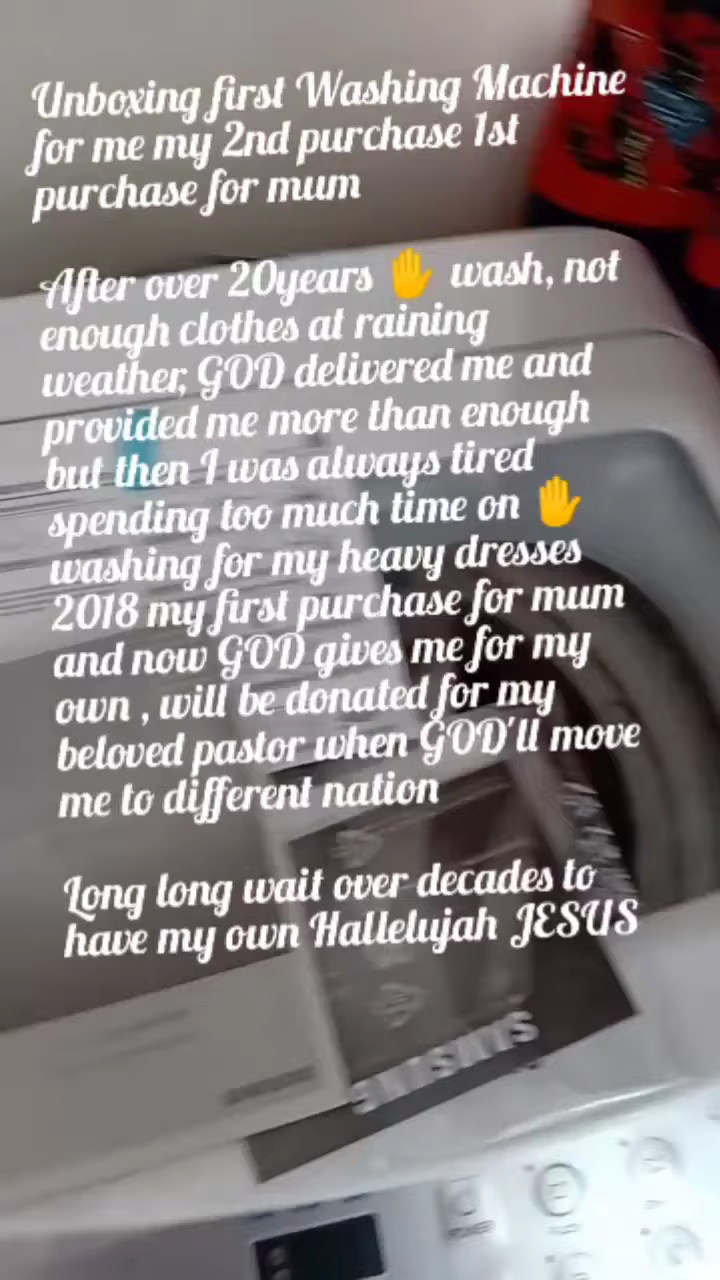 Unboxing first Washing Machine
for me my 2nd purchase 1st
purchase for mum
After over 20years ✋ wash, not
enough clothes at raining
weather, GOD delivered me and
provided me more than enough
but then I was always tired
spending too much time on ✋
washing for my heavy dresses
2018 my first purchase for mum
and now GOD gives me for my
own , will be donated for my
beloved pastor when GOD'll move
me to different nation
Long long wait over decades to
have my own Hallelujah JESUS
SAMSUNG
POWER